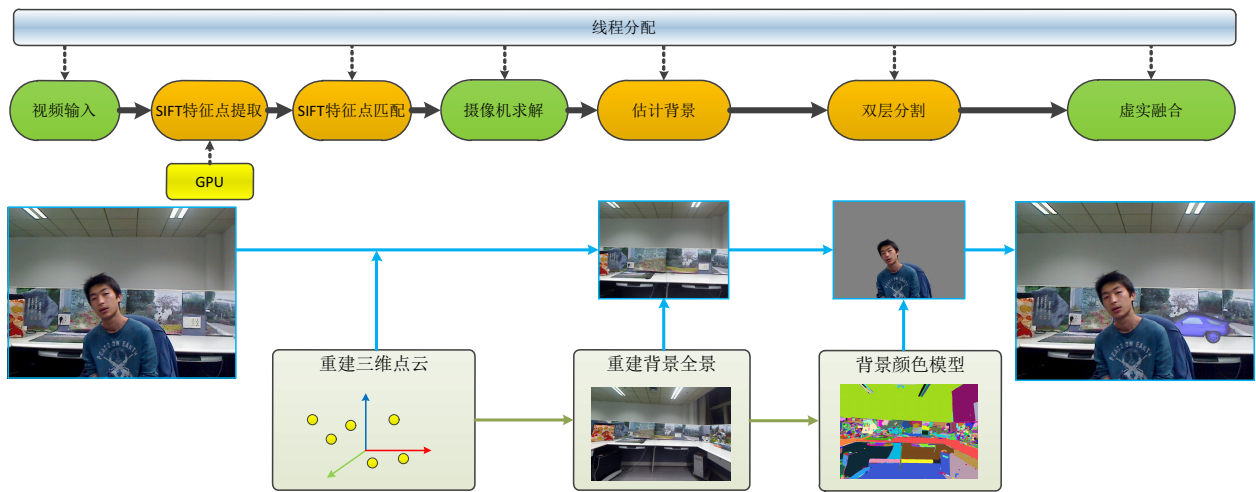 线程分配
视频输入
SIFT特征点提取
SIFT特征点匹配
摄像机求解
估计背景
双层分割
虚实融合
GPU
重建三维点云
重建背景全景
背景颜色模型